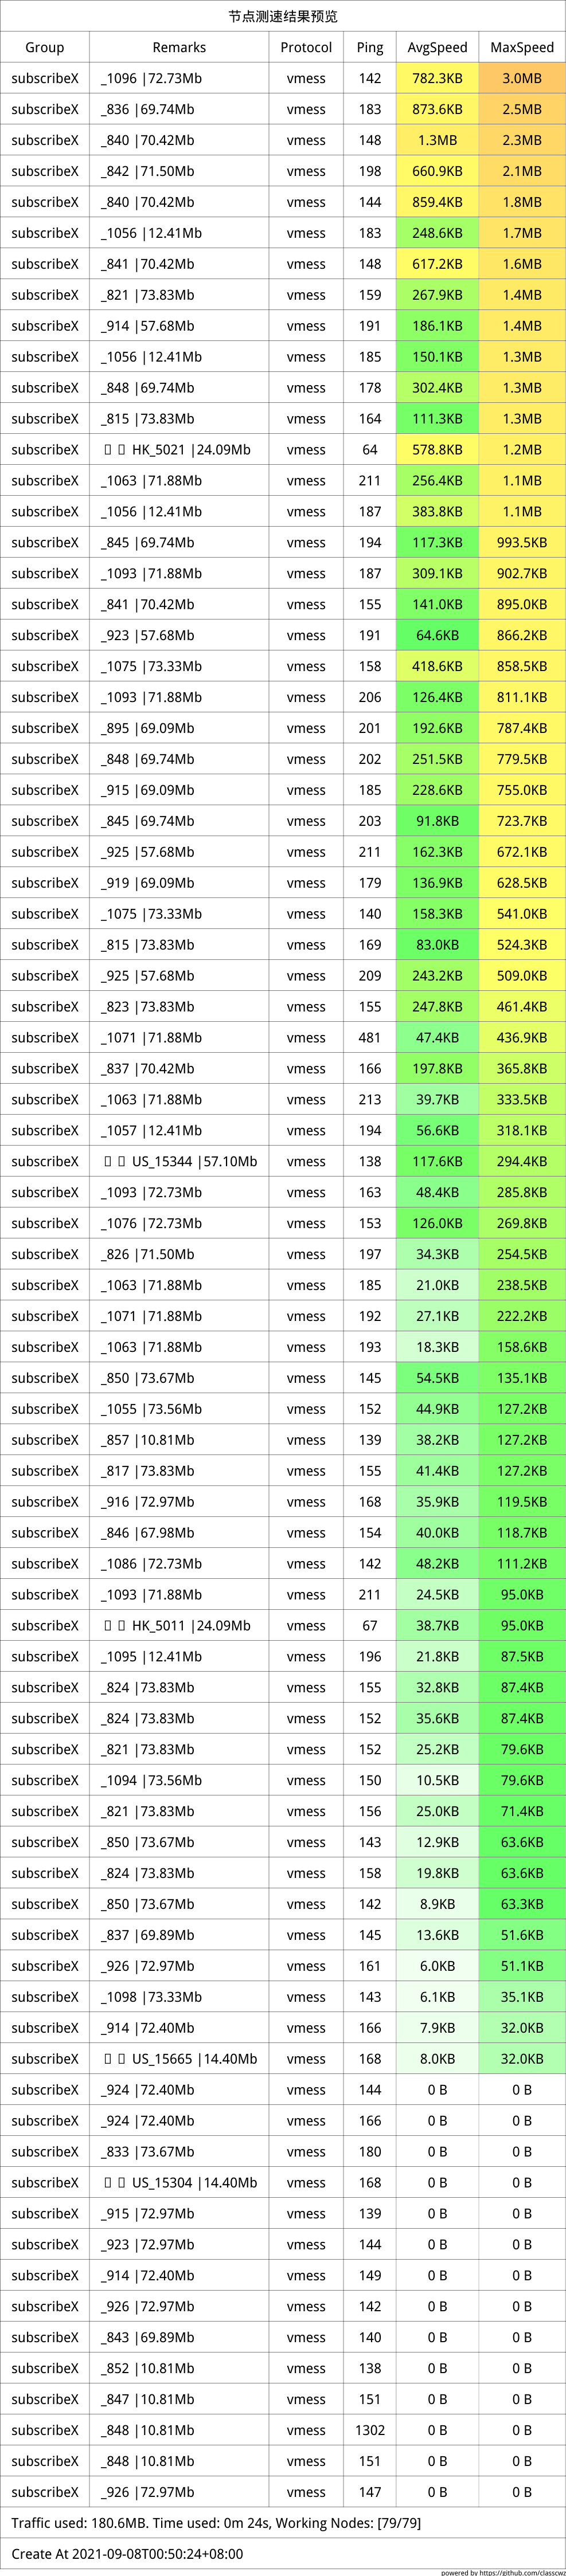 节点测速结果预览
Group Remarks Protocol Ping AvgSpeed MaxSpeed
subscribeX _1096 |72.73Mb vmess 142 782.3KB 3.0MB
subscribeX _836 |69.74Mb vmess 183 873.6KB 2.5MB
subscribeX _840 |70.42Mb vmess 148 1.3MB 2.3MB
subscribeX _842 |71.50Mb vmess 198 660.9KB 2.1MB
subscribeX _840 |70.42Mb vmess 144 859.4KB 1.8MB
subscribeX _1056 |12.41Mb vmess 183 248.6KB 1.7MB
subscribeX _841 |70.42Mb vmess 148 617.2KB 1.6MB
subscribeX _821 |73.83Mb vmess 159 267.9KB 1.4MB
subscribeX _914 |57.68Mb vmess 191 186.1KB 1.4MB
subscribeX _1056 |12.41Mb vmess 185 150.1KB 1.3MB
subscribeX _848 |69.74Mb vmess 178 302.4KB 1.3MB
subscribeX _815 |73.83Mb vmess 164 111.3KB 1.3MB
subscribeX HK_5021 |24.09Mb vmess 64 578.8KB 1.2MB
subscribeX _1063 |71.88Mb vmess 211 256.4KB 1.1MB
subscribeX _1056 |12.41Mb vmess 187 383.8KB 1.1MB
subscribeX _845 |69.74Mb vmess 194 117.3KB 993.5KB
subscribeX _1093 |71.88Mb vmess 187 309.1KB 902.7KB
subscribeX _841 |70.42Mb vmess 155 141.0KB 895.0KB
subscribeX _923 |57.68Mb vmess 191 64.6KB 866.2KB
subscribeX _1075 |73.33Mb vmess 158 418.6KB 858.5KB
subscribeX _1093 |71.88Mb vmess 206 126.4KB 811.1KB
subscribeX _895 |69.09Mb vmess 201 192.6KB 787.4KB
subscribeX _848 |69.74Mb vmess 202 251.5KB 779.5KB
subscribeX _915 |69.09Mb vmess 185 228.6KB 755.0KB
subscribeX _845 |69.74Mb vmess 203 91.8KB 723.7KB
subscribeX _925 |57.68Mb vmess 211 162.3KB 672.1KB
subscribeX _919 |69.09Mb vmess 179 136.9KB 628.5KB
subscribeX _1075 |73.33Mb vmess 140 158.3KB 541.0KB
subscribeX _815 |73.83Mb vmess 169 83.0KB 524.3KB
subscribeX _925 |57.68Mb vmess 209 243.2KB 509.0KB
subscribeX _823 |73.83Mb vmess 155 247.8KB 461.4KB
subscribeX _1071 |71.88Mb vmess 481 47.4KB 436.9KB
subscribeX _837 |70.42Mb vmess 166 197.8KB 365.8KB
subscribeX _1063 |71.88Mb vmess 213 39.7KB 333.5KB
subscribeX _1057 |12.41Mb vmess 194 56.6KB 318.1KB
subscribeX US_15344 |57.10Mb vmess 138 117.6KB 294.4KB
subscribeX _1093 |72.73Mb vmess 163 48.4KB 285.8KB
subscribeX _1076 |72.73Mb vmess 153 126.0KB 269.8KB
subscribeX _826 |71.50Mb vmess 197 34.3KB 254.5KB
subscribeX _1063 |71.88Mb vmess 185 21.0KB 238.5KB
subscribeX _1071 |71.88Mb vmess 192 27.1KB 222.2KB
subscribeX _1063 |71.88Mb vmess 193 18.3KB 158.6KB
subscribeX _850 |73.67Mb vmess 145 54.5KB 135.1KB
subscribeX _1055 |73.56Mb vmess 152 44.9KB 127.2KB
subscribeX _857 |10.81Mb vmess 139 38.2KB 127.2KB
subscribeX _817 |73.83Mb vmess 155 41.4KB 127.2KB
subscribeX _916 |72.97Mb vmess 168 35.9KB 119.5KB
subscribeX _846 |67.98Mb vmess 154 40.0KB 118.7KB
subscribeX _1086 |72.73Mb vmess 142 48.2KB 111.2KB
subscribeX _1093 |71.88Mb vmess 211 24.5KB 95.0KB
subscribeX HK_5011 |24.09Mb vmess 67 38.7KB 95.0KB
subscribeX _1095 |12.41Mb vmess 196 21.8KB 87.5KB
subscribeX _824 |73.83Mb vmess 155 32.8KB 87.4KB
subscribeX _824 |73.83Mb vmess 152 35.6KB 87.4KB
subscribeX _821 |73.83Mb vmess 152 25.2KB 79.6KB
subscribeX _1094 |73.56Mb vmess 150 10.5KB 79.6KB
subscribeX _821 |73.83Mb vmess 156 25.0KB 71.4KB
subscribeX _850 |73.67Mb vmess 143 12.9KB 63.6KB
subscribeX _824 |73.83Mb vmess 158 19.8KB 63.6KB
subscribeX _850 |73.67Mb vmess 142 8.9KB 63.3KB
subscribeX _837 |69.89Mb vmess 145 13.6KB 51.6KB
subscribeX _926 |72.97Mb vmess 161 6.0KB 51.1KB
subscribeX _1098 |73.33Mb vmess 143 6.1KB 35.1KB
subscribeX _914 |72.40Mb vmess 166 7.9KB 32.0KB
subscribeX US_15665 |14.40Mb vmess 168 8.0KB 32.0KB
subscribeX _924 |72.40Mb vmess 144 0 B 0 B
subscribeX _924 |72.40Mb vmess 166 0 B 0 B
subscribeX _833 |73.67Mb vmess 180 0 B 0 B
subscribeX US_15304 |14.40Mb vmess 168 0 B 0 B
subscribeX _915 |72.97Mb vmess 139 0 B 0 B
subscribeX _923 |72.97Mb vmess 144 0 B 0 B
subscribeX _914 |72.40Mb vmess 149 0 B 0 B
subscribeX _926 |72.97Mb vmess 142 0 B 0 B
subscribeX _843 |69.89Mb vmess 140 0 B 0 B
subscribeX _852 |10.81Mb vmess 138 0 B 0 B
subscribeX _847 |10.81Mb vmess 151 0 B 0 B
subscribeX _848 |10.81Mb vmess 1302 0 B 0 B
subscribeX _848 |10.81Mb vmess 151 0 B 0 B
subscribeX _926 |72.97Mb vmess 147 0 B 0 B
Traffic used: 180.6MB. Time used: 0m 24s, Working Nodes: [79/79]
Create At 2021-09-08T00:50:24+08:00
powered by https://github.com/classcwz